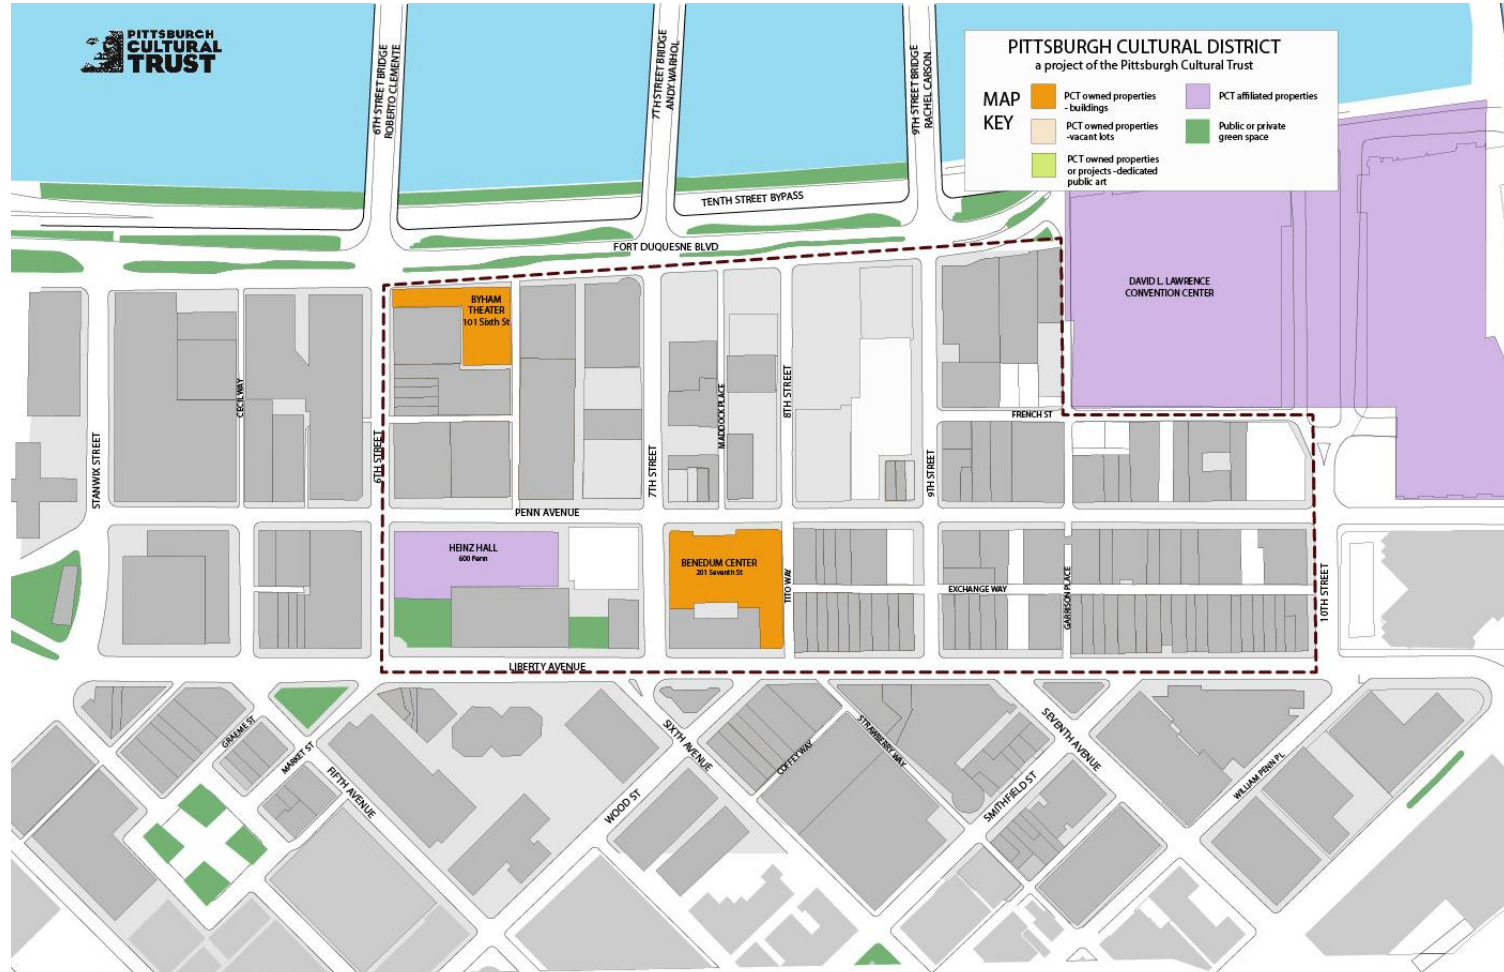 PITTSBURGH
CULTURAL
TRUST
6TH STREET BRIDGE
ROBERTO CLEMENTE
7TH STREET BRIDGE
ANDY WARHOL
9TH STREET BRIDGE
RACHEL CARSON
PITTSBURGH CULTURAL DISTRICT
a project of the Pittsburgh Cultural Trust
MAP
KEY
PCT owned properties
- buildings
PCT owned properties
-vacant lots
PCT owned properties
or projects -dedicated
public art
PCT affiliated properties
Public or private
green space
TENTH STREET BYPASS
FORT DUQUESNE BLVD
DAVID L. LAWRENCE
CONVENTION CENTER
BYHAM
THEATER
101 Sixth St
STANWIX STREET
CECIL WAY
6TH STREET
7TH STREET
MADDOCK PLACE
8TH STREET
9TH STREET
FRENCH ST
PENN AVENUE
HEINZ HALL
600 Penn
BENEDUM CENTER
201 Seventh St
TITO WAY
EXCHANGE WAY
GARRISON PLACE
10TH STREET
LIBERTY AVENUE
GRAEME ST
MARKET ST
FIFTH AVENUE
WOOD ST
SIXTH AVENUE
COFFEY WAY
STRAWBERRY WAY
SMITHFIELD ST
SEVENTH AVENUE
WILLIAM PENN PL